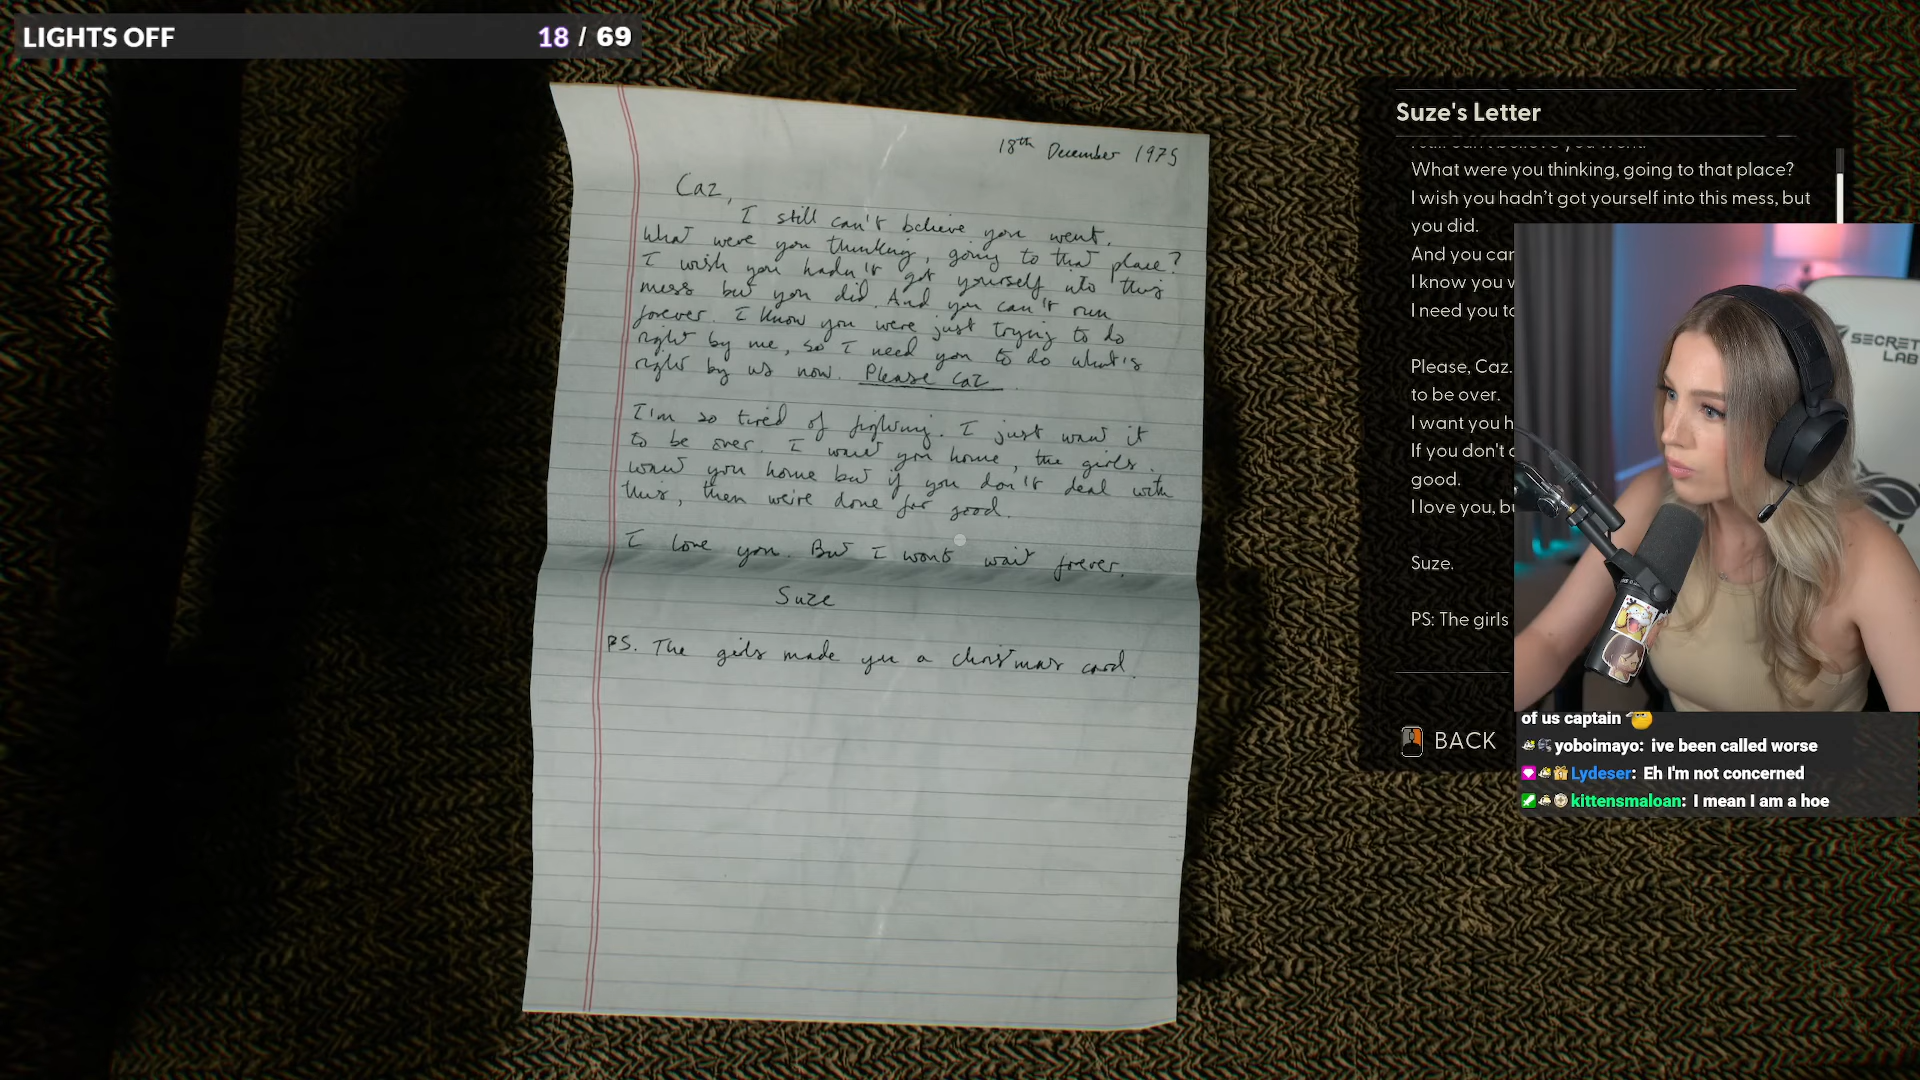 LIGHTS OFF
18 / 69
18th December 1975
Caz,
I still can't believe you went.
What were you thinking, going to that place?
I wish you hadn't got yourself into this
mess but you did. And you can't run
forever. I know you were just trying to do
right by me, so I need you to do what's
right by us now. Please Caz.
I'm so tired of fighting. I just want it
to be over. I want you home, the girls
want you home but if you don't deal with
this, then we're done for good.
I love you. But I wont wait forever.
Suze
PS. The girls made you a christmas card.
Suze's Letter
What were you thinking, going to that place?
I wish you hadn't got yourself into this mess, but
you did.
And you can
I know you w
I need you to
Please, Caz.
to be over.
I want you h
If you don't d
good.
I love you, bu
Suze.
PS: The girls
BACK
SECRET
LAB
of us captain
yoboimayo: ive been called worse
Lydeser: Eh I'm not concerned
kittensmaloan: I mean I am a hoe